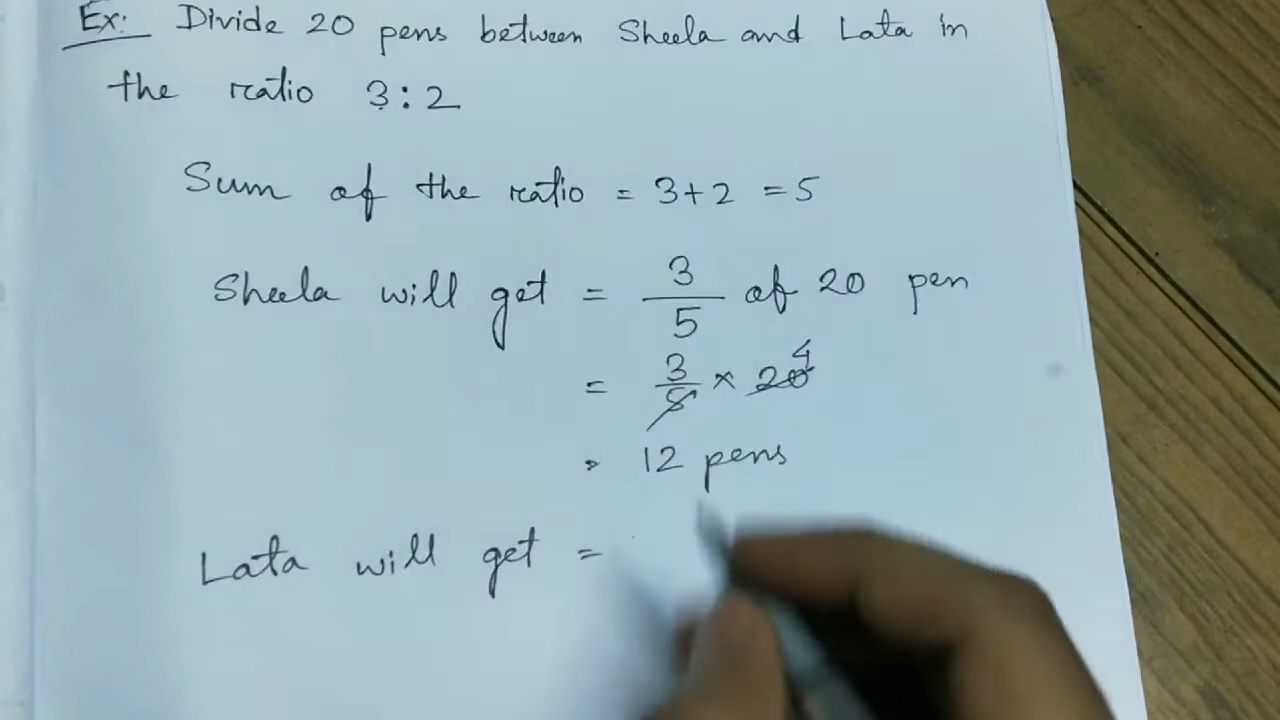 Ex: Divide 20 pens between Sheela and Lata in
the ratio 3:2
Sum of the ratio = 3+2 = 5
Sheela will get = 3/5 of 20 pen
= 3/5 × 20 4
= 12 pens
Lata will get =